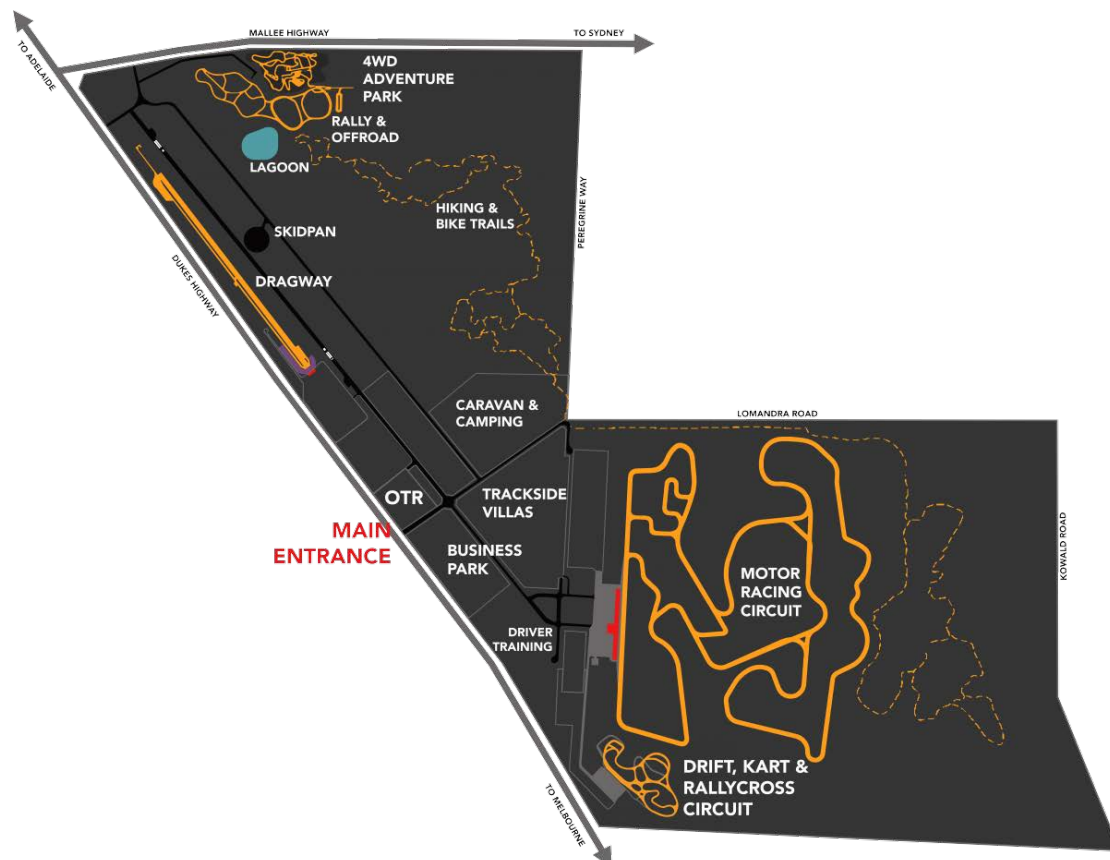 MALLEE HIGHWAY
TO SYDNEY
TO ADELAIDE
4WD
ADVENTURE
PARK
RALLY &
OFFROAD
LAGOON
HIKING &
BIKE TRAILS
PEREGRINE WAY
SKIDPAN
DRAGWAY
DUKES HIGHWAY
CARAVAN &
CAMPING
LOMANDRA ROAD
OTR
TRACKSIDE
VILLAS
MAIN
ENTRANCE
BUSINESS
PARK
KOWALD ROAD
MOTOR
RACING
CIRCUIT
DRIVER
TRAINING
DRIFT, KART &
RALLYCROSS
CIRCUIT
TO MELBOURNE